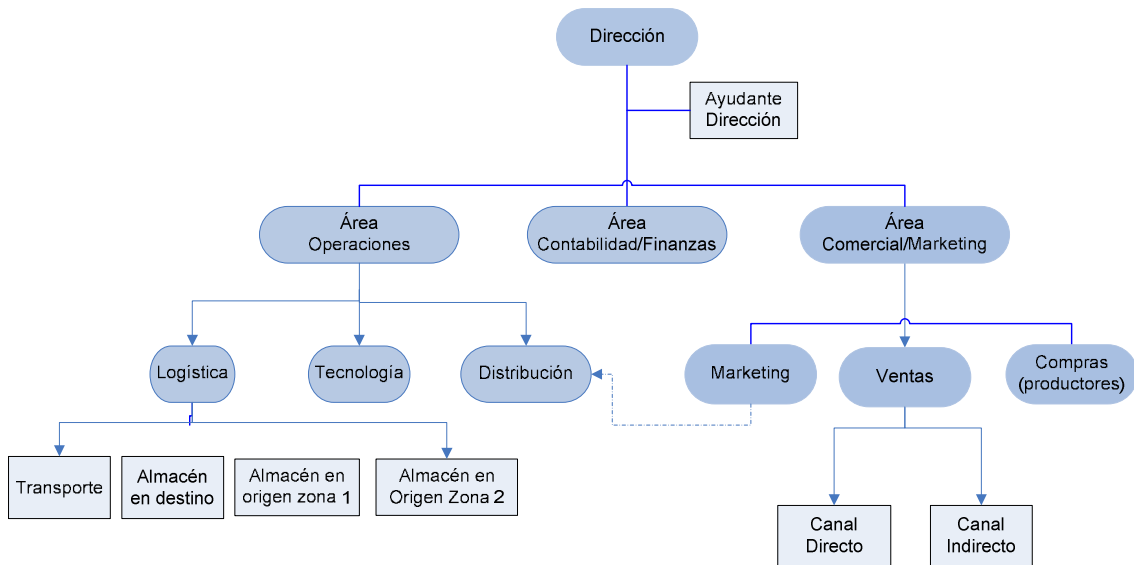 Dirección
Ayudante
Dirección
Área
Operaciones
Área
Contabilidad/Finanzas
Área
Comercial/Marketing
Logística
Tecnología
Distribución
Marketing
Ventas
Compras
(productores)
Transporte
Almacén
en destino
Almacén en
origen zona 1
Almacén en
Origen Zona 2
Canal
Directo
Canal
Indirecto